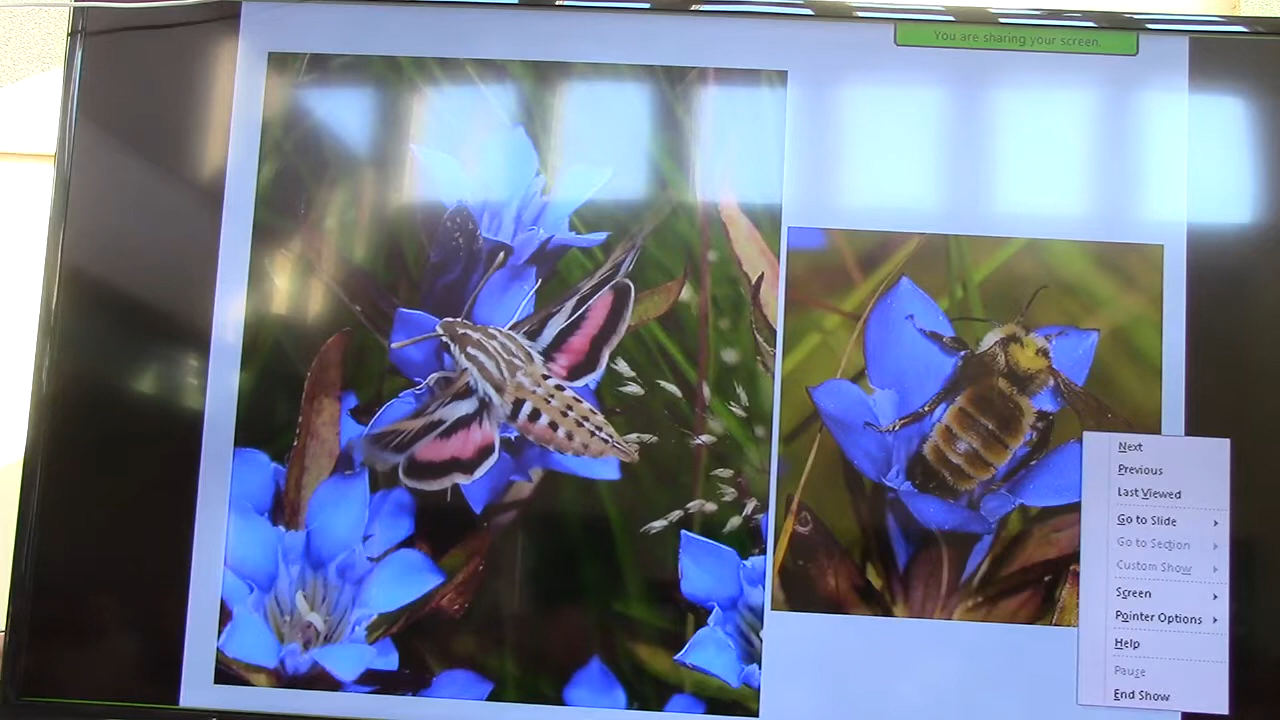 You are sharing your screen.
Next
Previous
Last Viewed
Go to Slide
Go to Section
Custom Show
Screen
Pointer Options
Help
Pause
End Show